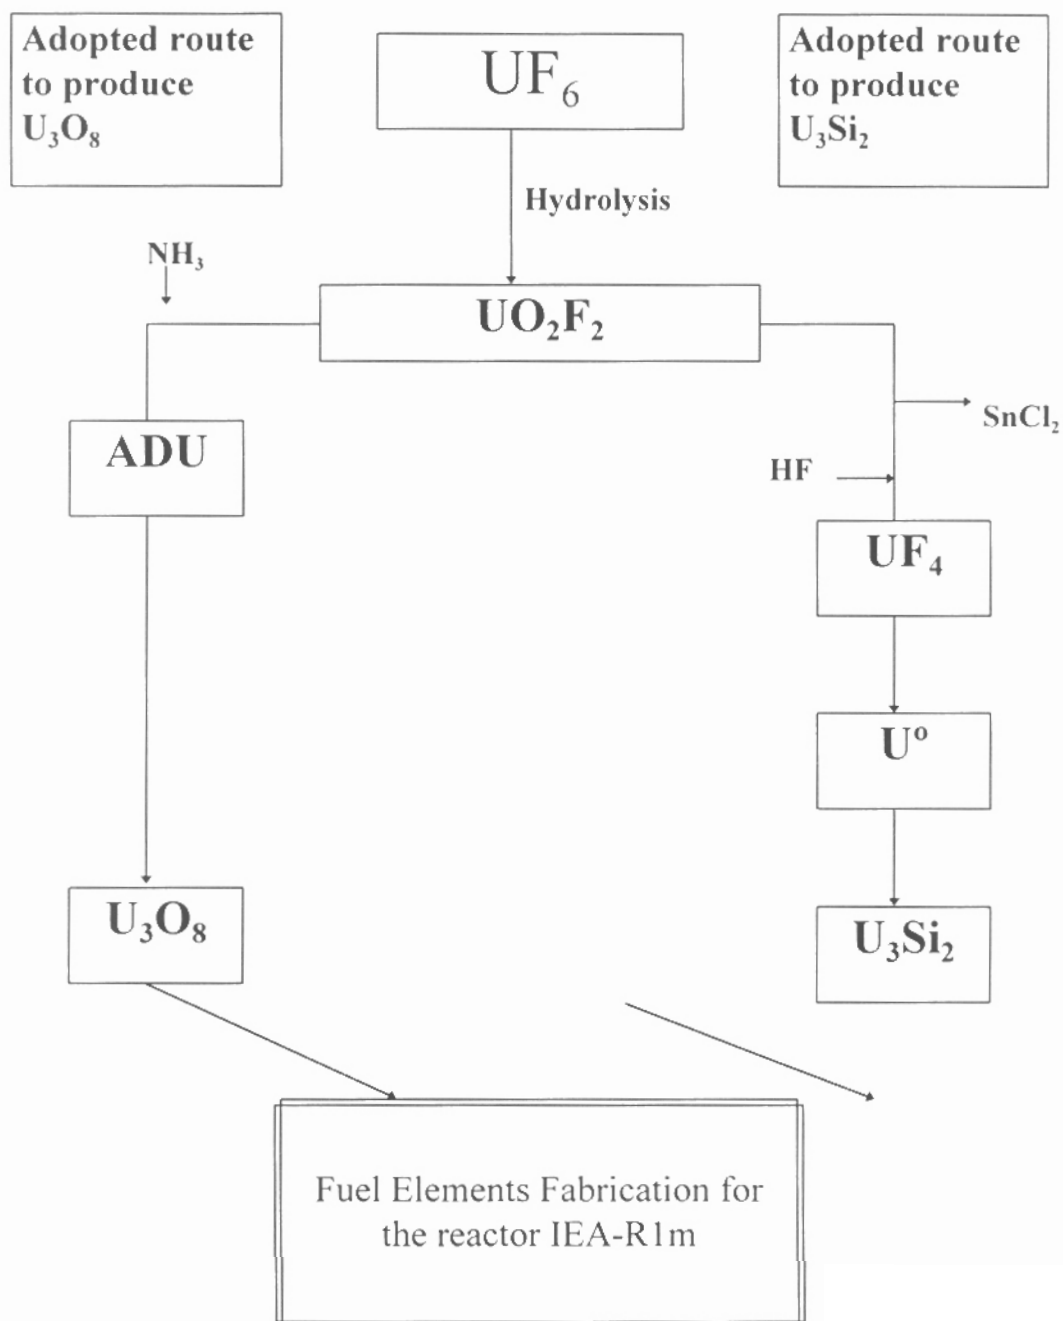 Adopted route
to produce
U₃O₈
UF₆
Adopted route
to produce
U₃Si₂
Hydrolysis
NH₃
UO₂F₂
SnCl₂
ADU
HF
UF₄
Uº
U₃O₈
U₃Si₂
Fuel Elements Fabrication for
the reactor IEA-R1m